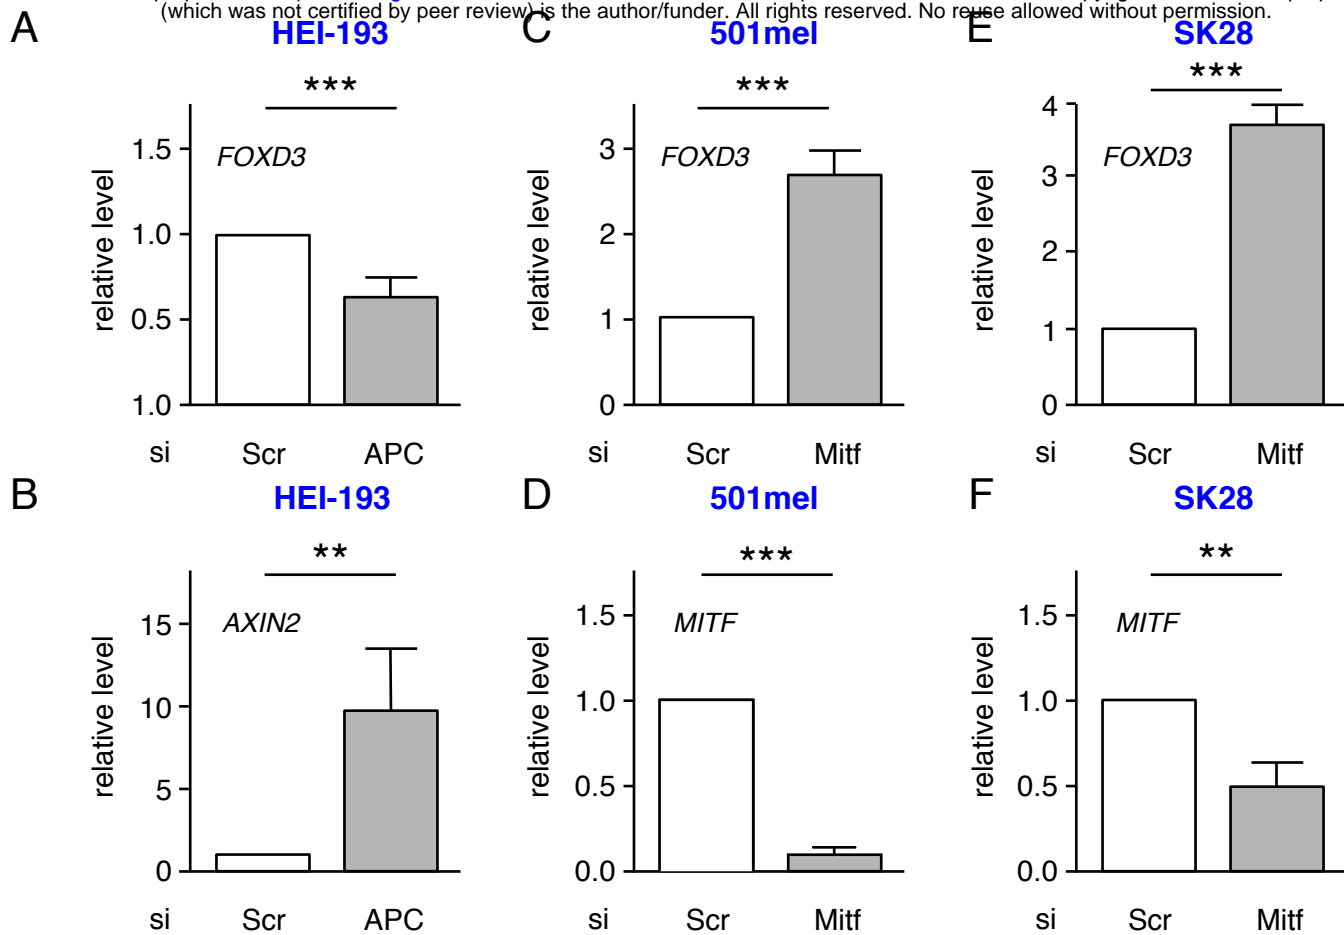 (which was not certified by peer review) is the author/funder. All rights reserved. No reuse allowed without permission.
A
HEI-193
***
FOXD3
relative level
1.5
1.0
0.5
1.0
si Scr APC
C
501mel
***
FOXD3
relative level
3
2
1
0
si Scr Mitf
E
SK28
***
FOXD3
relative level
4
3
2
1
0
si Scr Mitf
B
HEI-193
**
AXIN2
relative level
15
10
5
0
si Scr APC
D
501mel
***
MITF
relative level
1.5
1.0
0.5
0.0
si Scr Mitf
F
SK28
**
MITF
relative level
1.5
1.0
0.5
0.0
si Scr Mitf